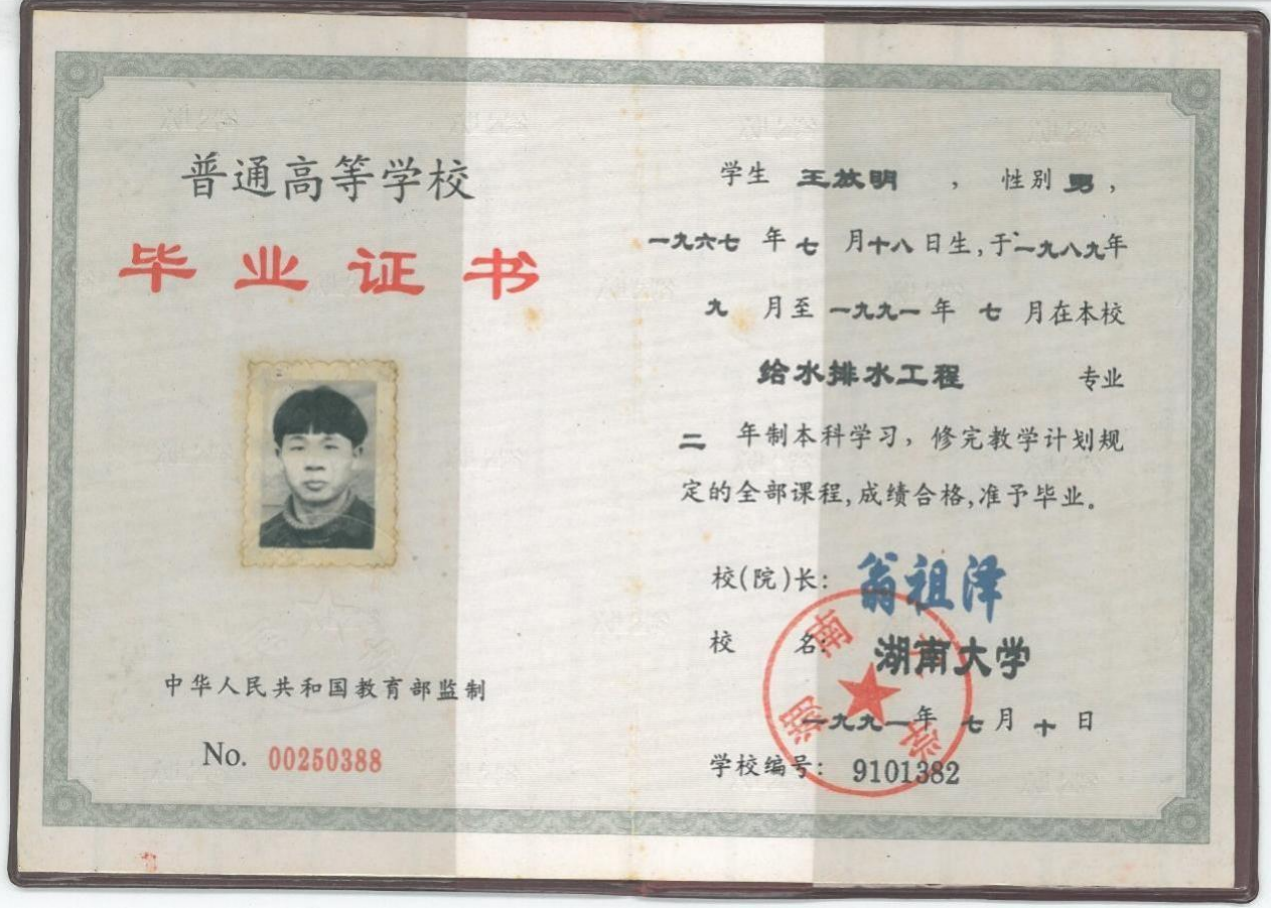 普通高等学校
毕业证书
中华人民共和国教育部监制
No. 00250388
学生 王放明 ，性别 男，
一九六七 年 七 月十八日生,于一九八九年
九 月至 一九九一 年 七 月在本校
给水排水工程 专业
二 年制本科学习，修完教学计划规
定的全部课程,成绩合格,准予毕业。
校(院)长: 翁祖泽
校 名: 湖南大学
一九九一年 七 月 十 日
学校编号: 9101382
湖南大学